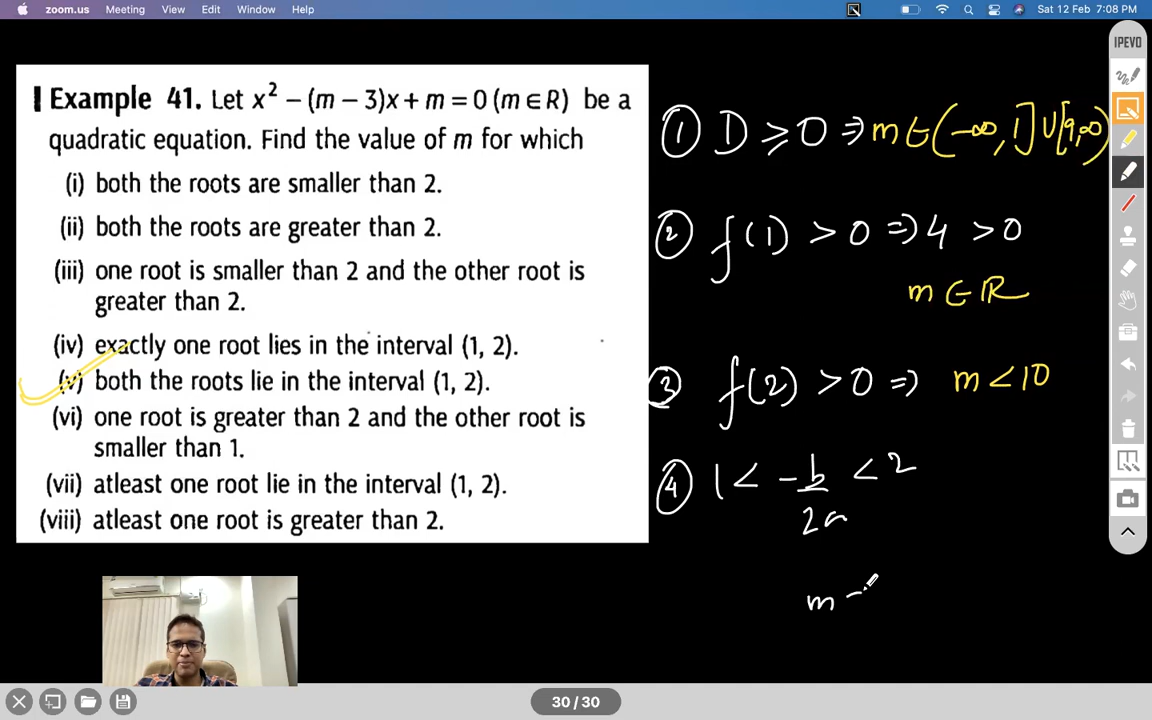 zoom.us Meeting View Edit Window Help Sat 12 Feb 7:08 PM
IPEVO
Example 41. Let x² – (m – 3)x + m = 0 (m ∈ R) be a
quadratic equation. Find the value of m for which
(i) both the roots are smaller than 2.
(ii) both the roots are greater than 2.
(iii) one root is smaller than 2 and the other root is
greater than 2.
(iv) exactly one root lies in the interval (1, 2).
(v) both the roots lie in the interval (1, 2).
(vi) one root is greater than 2 and the other root is
smaller than 1.
(vii) atleast one root lie in the interval (1, 2).
(viii) atleast one root is greater than 2.
① D ≥ 0 ⇒ m ∈ (-∞, 1] ∪ [9, ∞)
② f(1) > 0 ⇒ 4 > 0
m ∈ ℝ
③ f(2) > 0 ⇒ m < 10
④ 1 < -b/2a < 2
m -
30 / 30